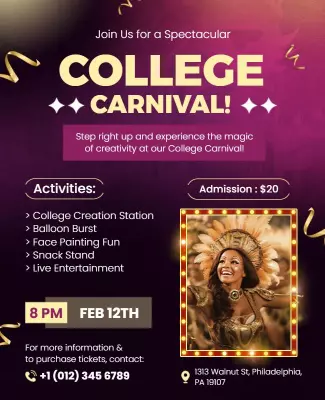 Join Us for a Spectacular
COLLEGE
CARNIVAL!
Step right up and experience the magic
of creativity at our College Carnival!
Activities:
> College Creation Station
> Balloon Burst
> Face Painting Fun
> Snack Stand
> Live Entertainment
Admission : $20
8 PM FEB 12TH
For more information &
to purchase tickets, contact:
+1 (012) 345 6789
1313 Walnut St, Philadelphia,
PA 19107